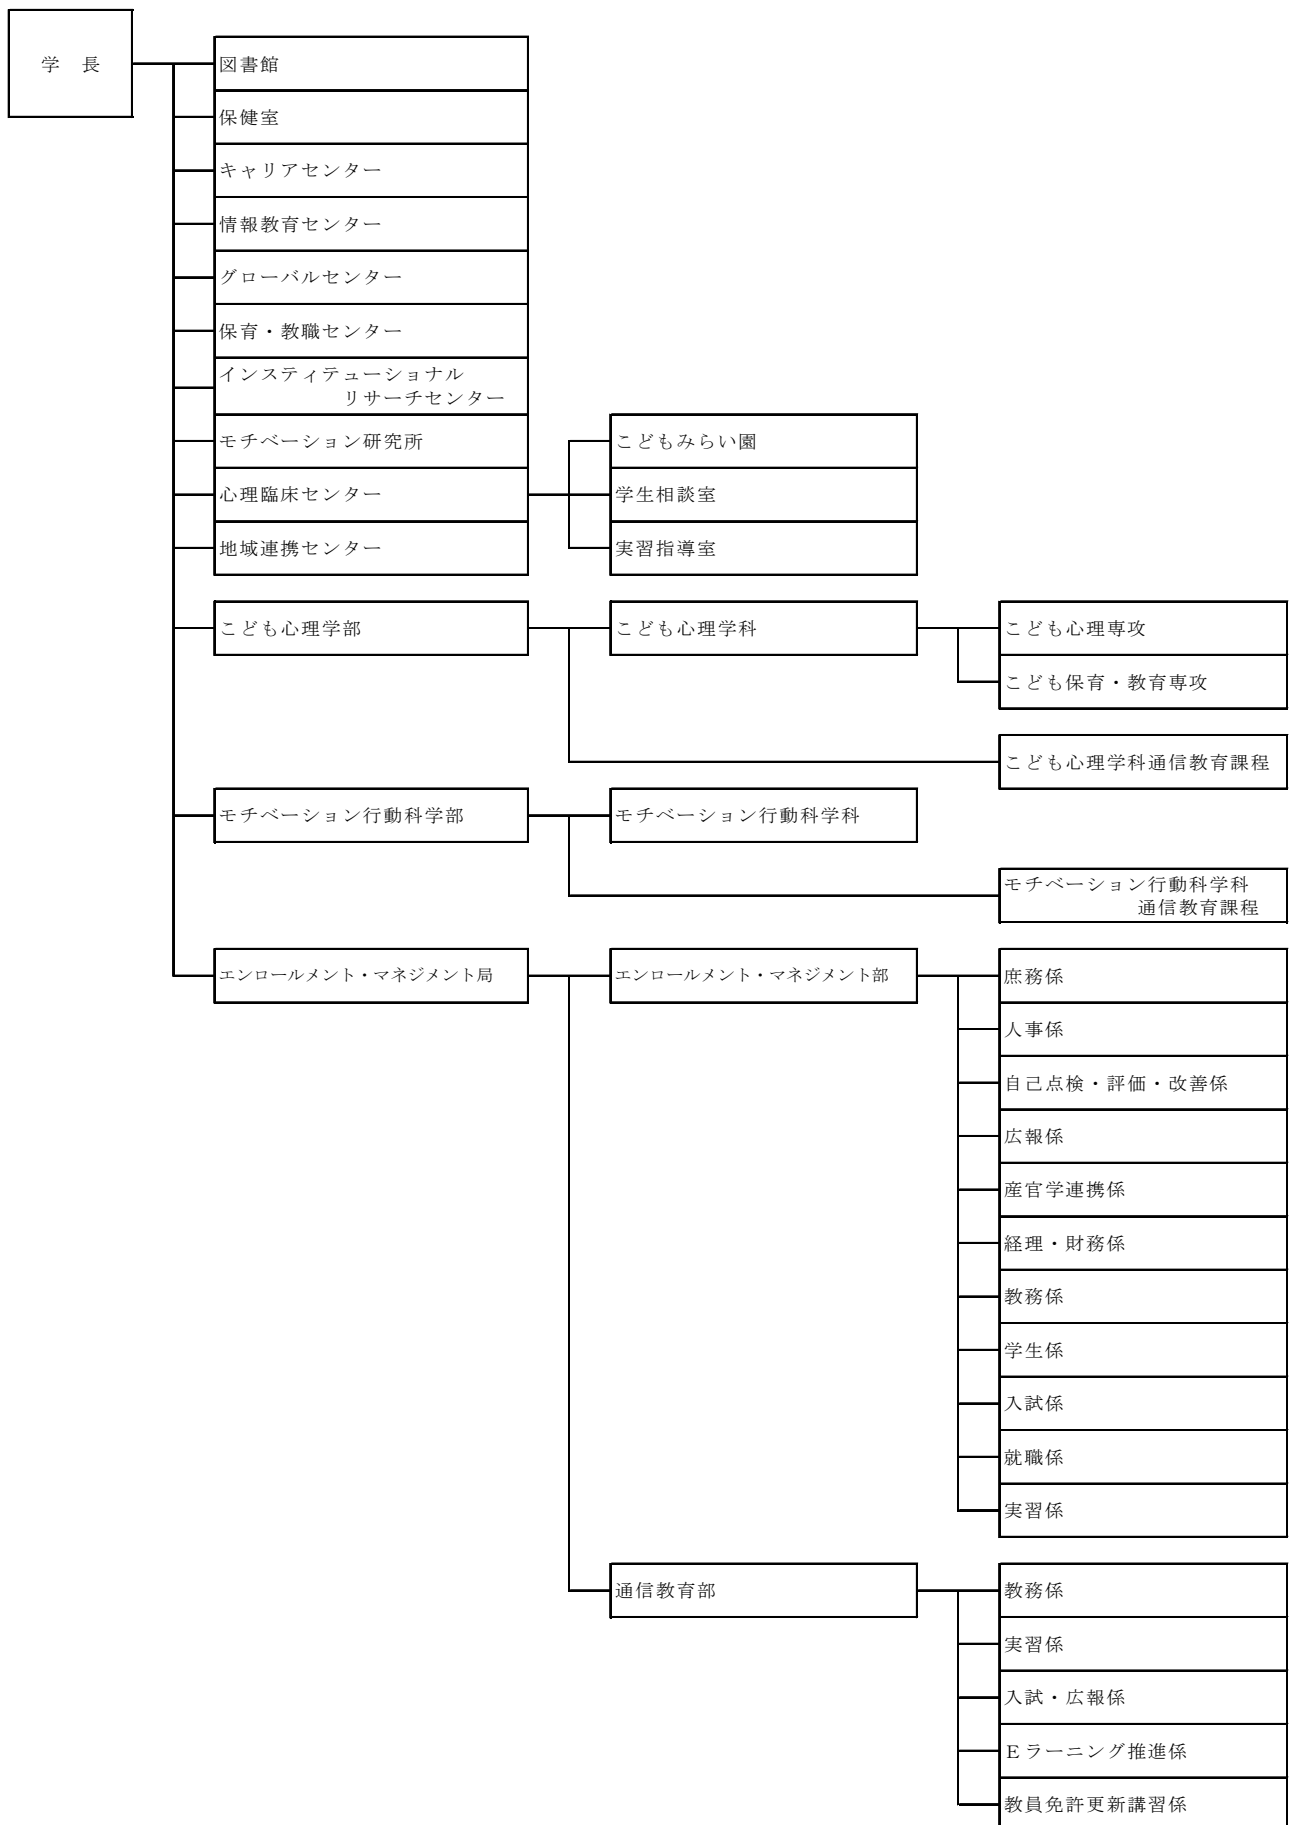 学　長
図書館
保健室
キャリアセンター
情報教育センター
グローバルセンター
保育・教職センター
インスティテューショナル
リサーチセンター
モチベーション研究所
こどもみらい園
心理臨床センター
学生相談室
地域連携センター
実習指導室
こども心理学部
こども心理学科
こども心理専攻
こども保育・教育専攻
こども心理学科通信教育課程
モチベーション行動科学部
モチベーション行動科学科
モチベーション行動科学科
通信教育課程
エンロールメント・マネジメント局
エンロールメント・マネジメント部
庶務係
人事係
自己点検・評価・改善係
広報係
産官学連携係
経理・財務係
教務係
学生係
入試係
就職係
実習係
通信教育部
教務係
実習係
入試・広報係
Ｅラーニング推進係
教員免許更新講習係